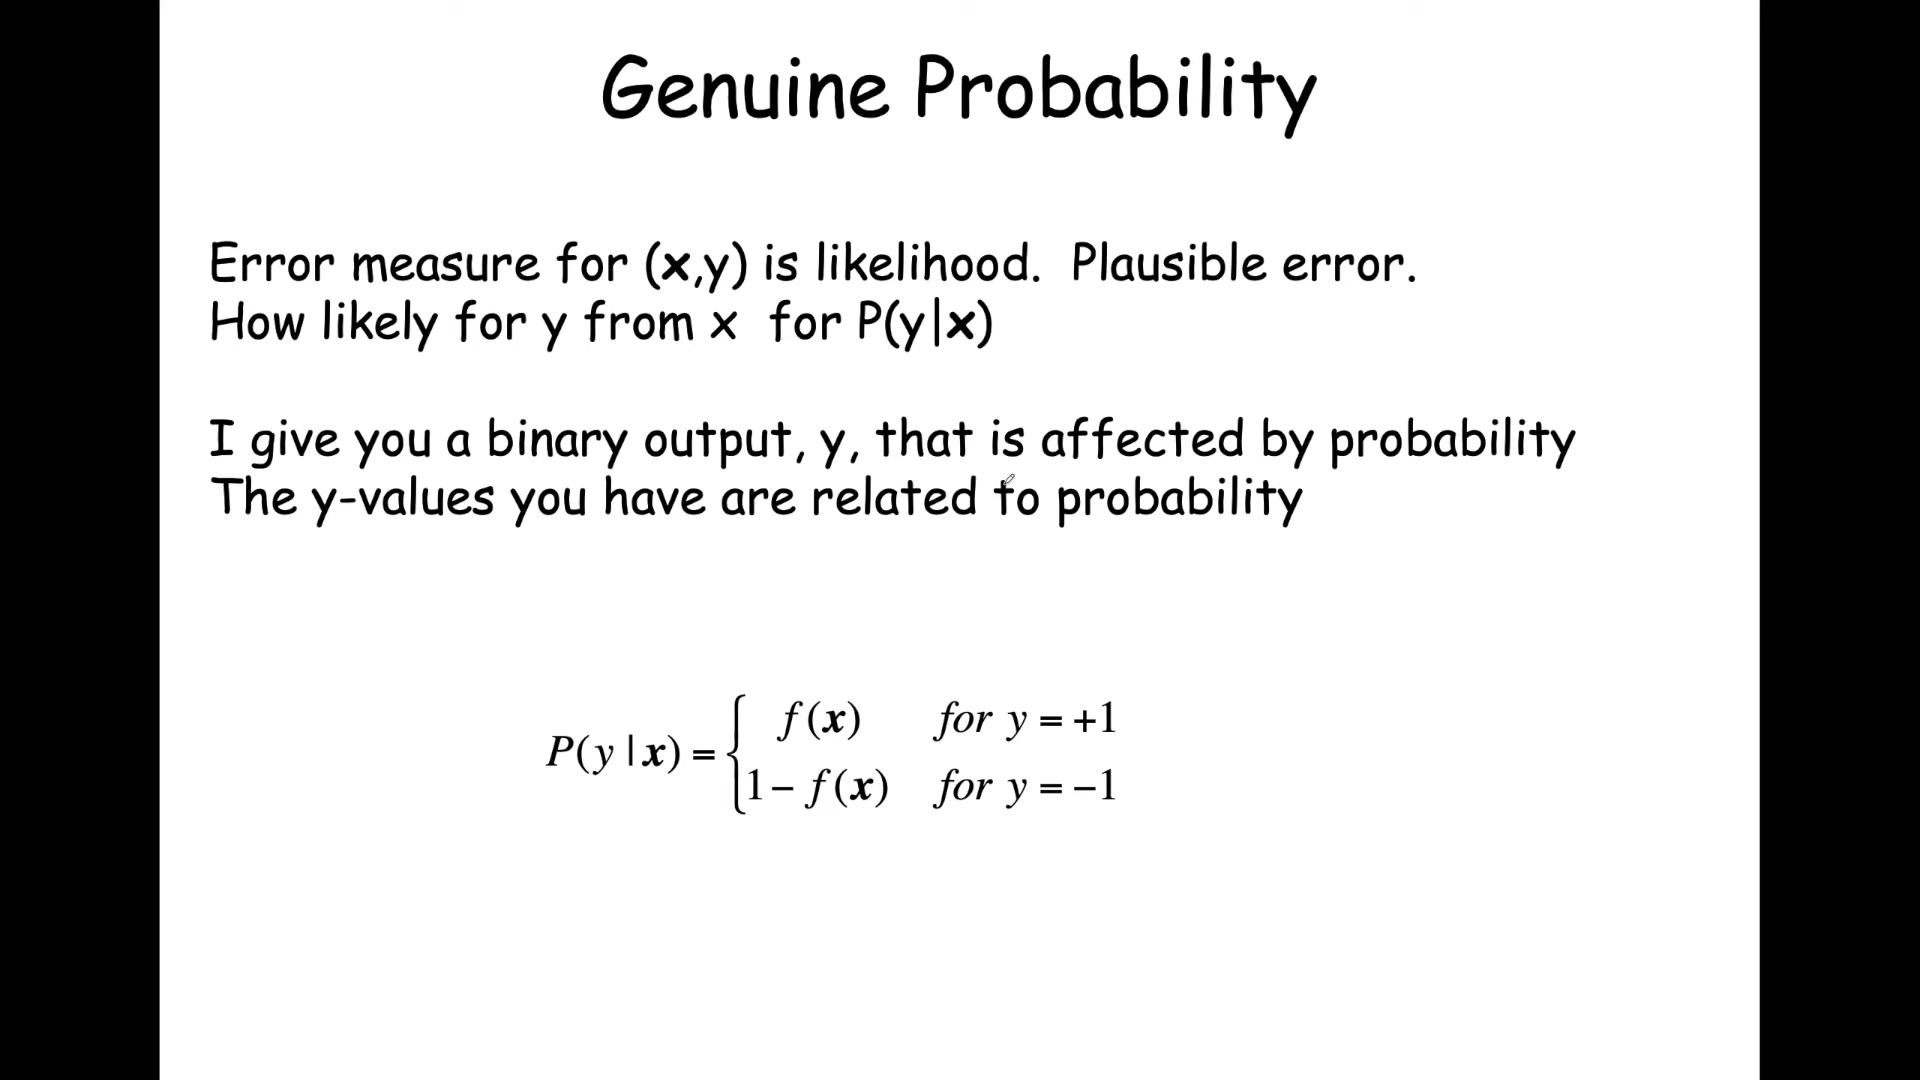 Genuine Probability
Error measure for (x,y) is likelihood. Plausible error.
How likely for y from x for P(y|x)
I give you a binary output, y, that is affected by probability
The y-values you have are related to probability
P(y | x) = { f(x) for y = +1
1 − f(x) for y = −1